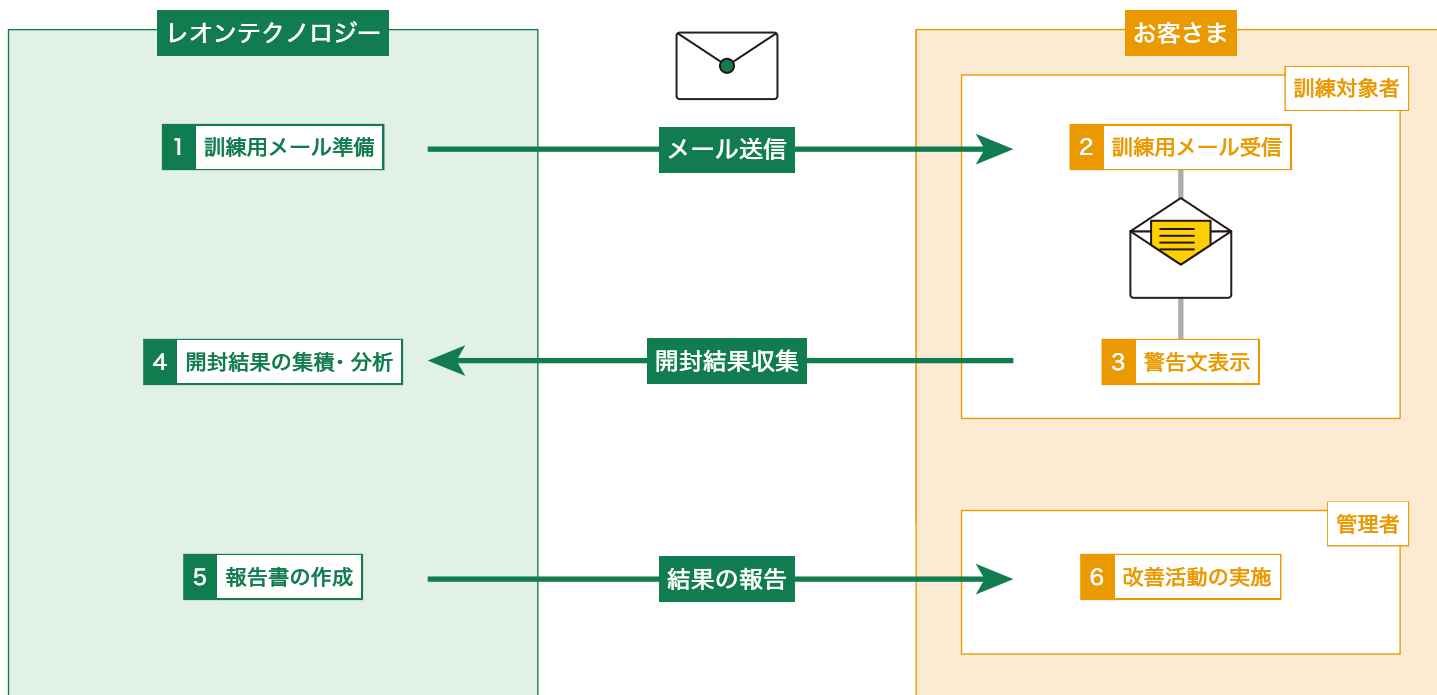 レオンテクノロジー
お客さま
訓練対象者
1 訓練用メール準備
メール送信
2 訓練用メール受信
4 開封結果の集積・分析
開封結果収集
3 警告文表示
管理者
5 報告書の作成
結果の報告
6 改善活動の実施